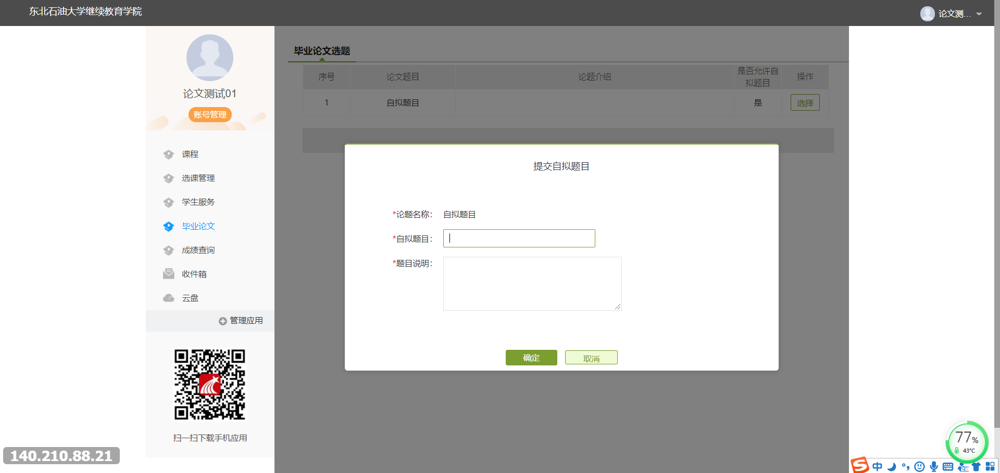 东北石油大学继续教育学院
论文测...
论文测试01
账号管理
课程
选课管理
学生服务
毕业论文
成绩查询
收件箱
云盘
管理应用
扫一扫下载手机应用
140.210.88.21
毕业论文选题
序号 论文题目 论题介绍 是否允许自拟题目 操作
1 自拟题目 是 选择
提交自拟题目
*论题名称： 自拟题目
*自拟题目：
*题目说明：
确定 取消
77%
43°C
S 中